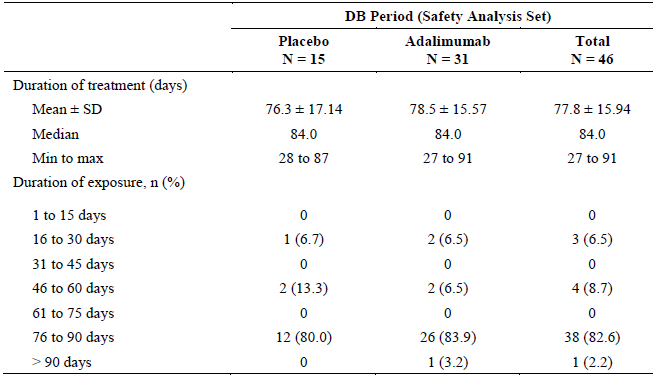 DB Period (Safety Analysis Set)
Placebo Adalimumab Total
N = 15 N = 31 N = 46
Duration of treatment (days)
Mean ± SD 76.3 ± 17.14 78.5 ± 15.57 77.8 ± 15.94
Median 84.0 84.0 84.0
Min to max 28 to 87 27 to 91 27 to 91
Duration of exposure, n (%)
1 to 15 days 0 0 0
16 to 30 days 1 (6.7) 2 (6.5) 3 (6.5)
31 to 45 days 0 0 0
46 to 60 days 2 (13.3) 2 (6.5) 4 (8.7)
61 to 75 days 0 0 0
76 to 90 days 12 (80.0) 26 (83.9) 38 (82.6)
> 90 days 0 1 (3.2) 1 (2.2)